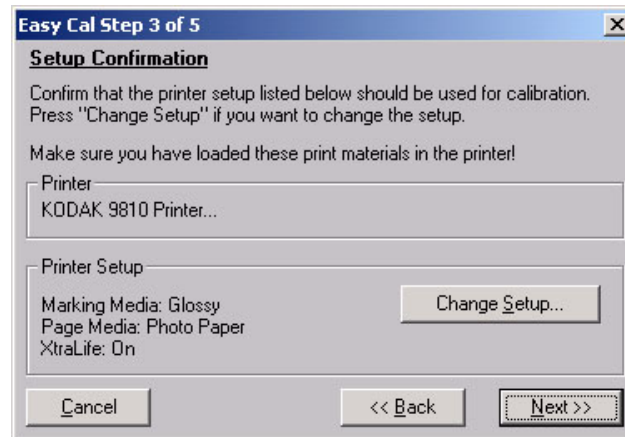 Easy Cal Step 3 of 5
Setup Confirmation
Confirm that the printer setup listed below should be used for calibration.
Press "Change Setup" if you want to change the setup.
Make sure you have loaded these print materials in the printer!
Printer
KODAK 9810 Printer...
Printer Setup
Marking Media: Glossy
Page Media: Photo Paper
XtraLife: On
Change Setup...
Cancel
<< Back
Next >>